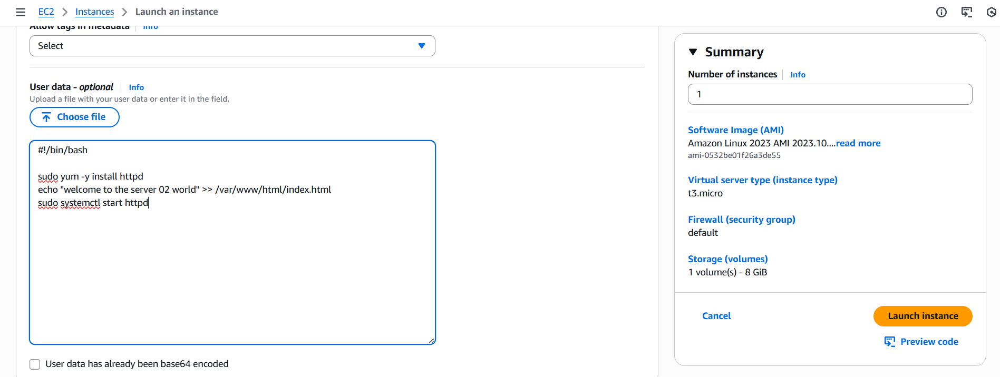 EC2 > Instances > Launch an instance
Allow tags in metadata Info
Select
User data - optional Info
Upload a file with your user data or enter it in the field.
Choose file
#!/bin/bash
sudo yum -y install httpd
echo "welcome to the server 02 world" >> /var/www/html/index.html
sudo systemctl start httpd
User data has already been base64 encoded
Summary
Number of instances Info
1
Software Image (AMI)
Amazon Linux 2023 AMI 2023.10....read more
ami-0532be01f26a3de55
Virtual server type (instance type)
t3.micro
Firewall (security group)
default
Storage (volumes)
1 volume(s) - 8 GiB
Cancel
Launch instance
Preview code